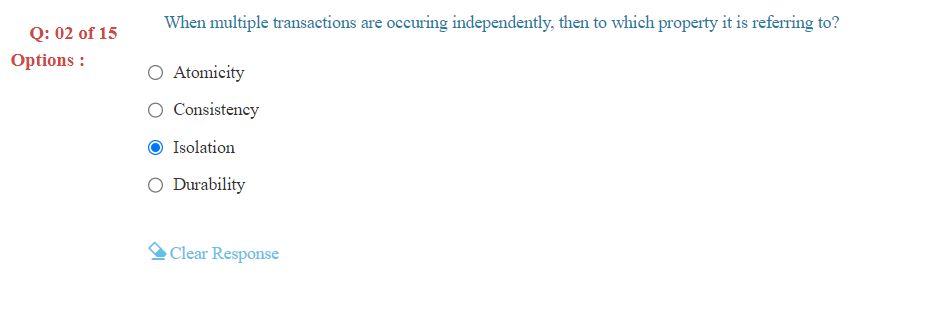 When multiple transactions are occuring independently, then to which property it is referring to?
Q: 02 of 15
Options :
Atomicity
Consistency
Isolation
Durability
Clear Response